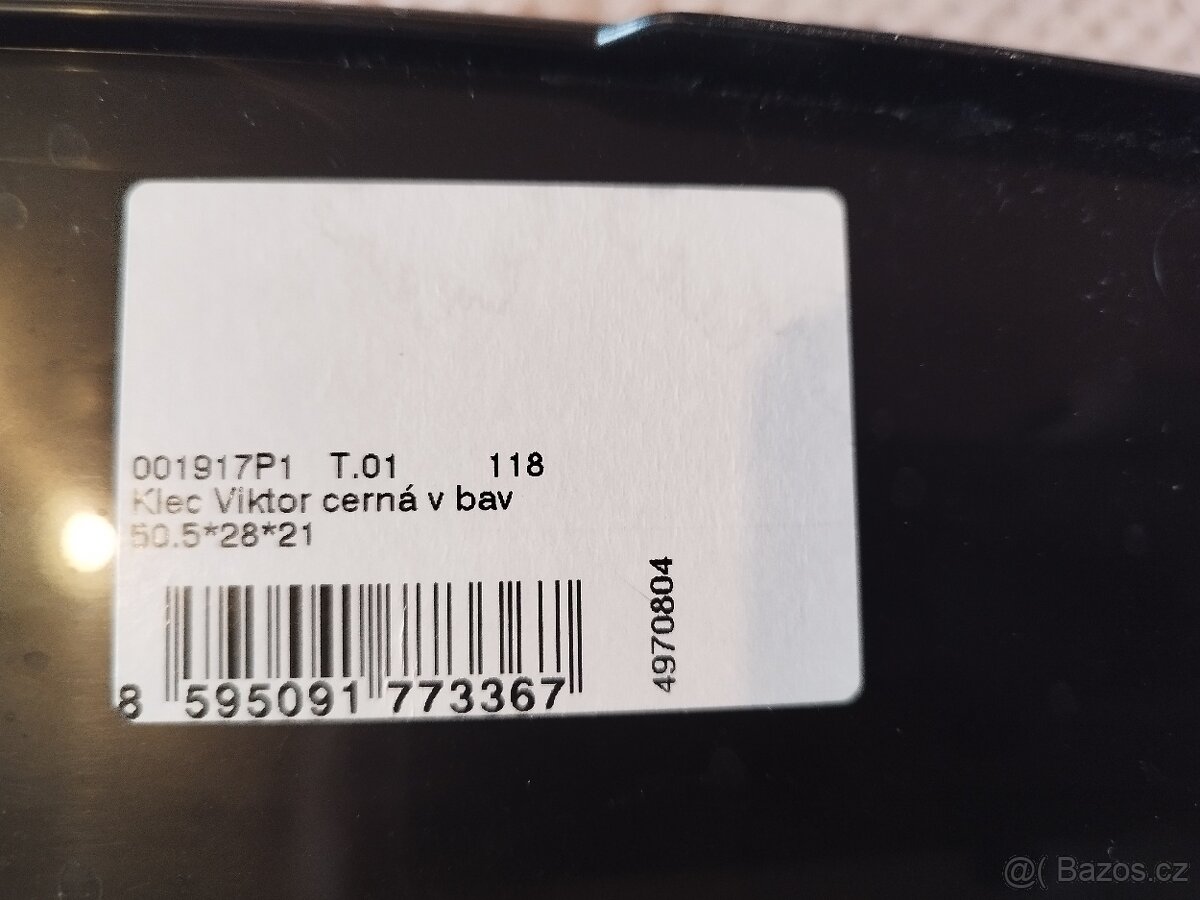 001917P1 T.01 118
Klec Viktor cerná v bav
50.5*28*21
8 595091 773367
4970804
@( Bazos.cz